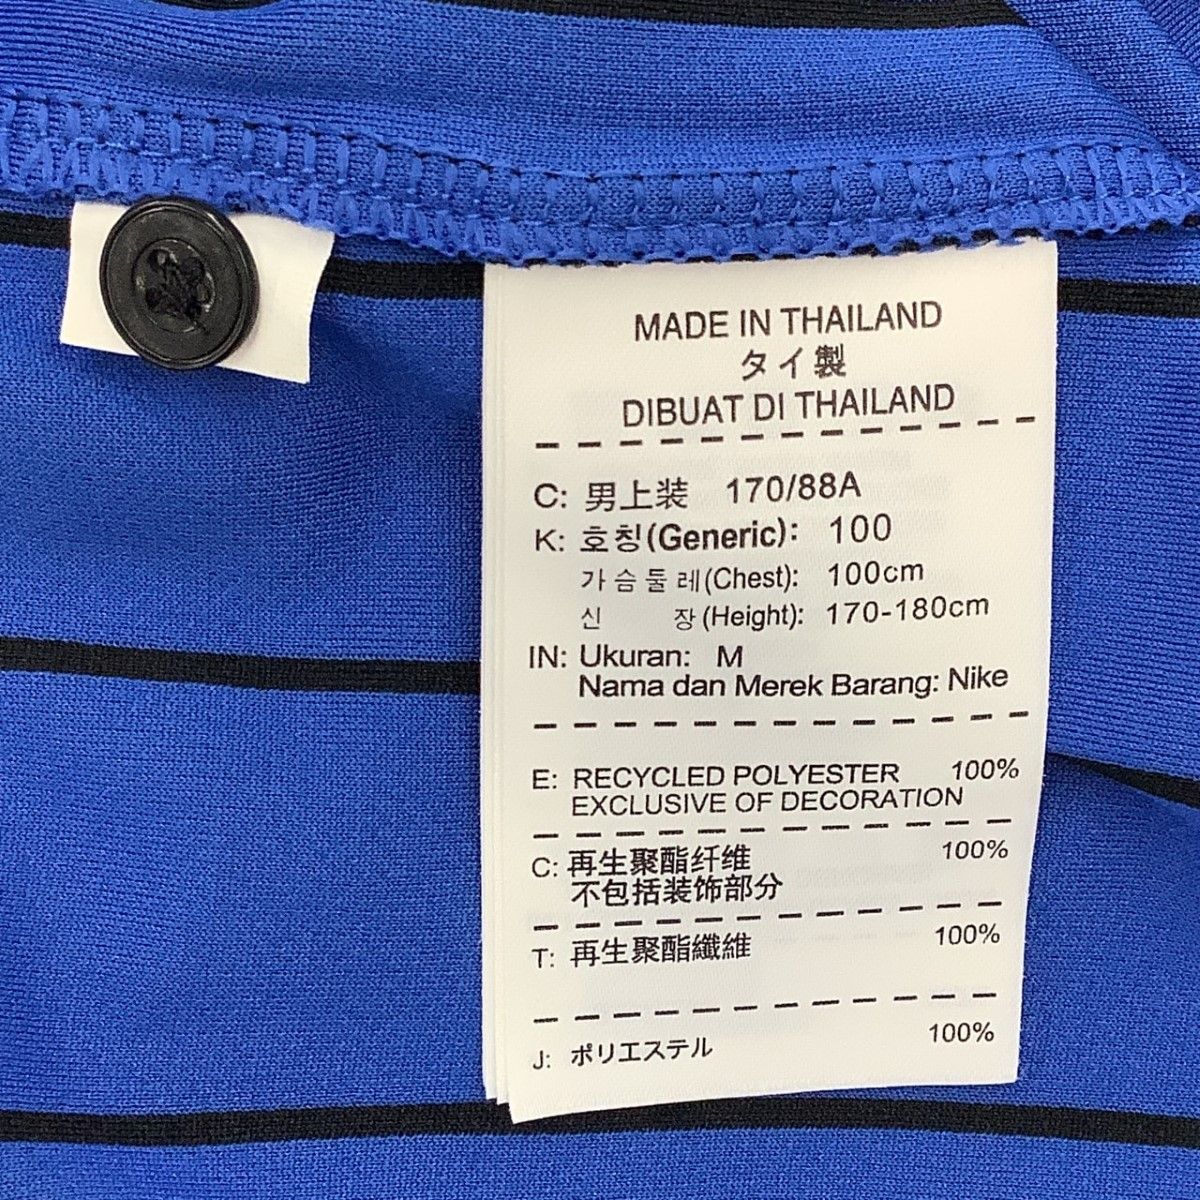 MADE IN THAILAND
タイ製
DIBUAT DI THAILAND
C: 男上装 170/88A
K: 호칭(Generic): 100
가슴둘레(Chest): 100cm
신 장(Height): 170-180cm
IN: Ukuran: M
Nama dan Merek Barang: Nike
E: RECYCLED POLYESTER 100%
EXCLUSIVE OF DECORATION
C: 再生聚酯纤维 100%
不包括装饰部分
T: 再生聚酯纖維 100%
J: ポリエステル 100%